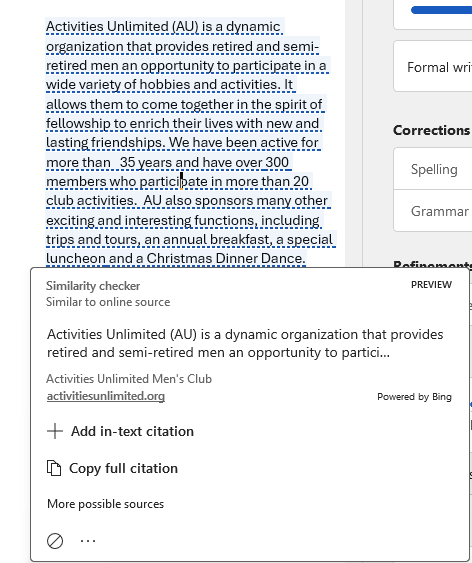 Activities Unlimited (AU) is a dynamic
organization that provides retired and semi-
retired men an opportunity to participate in a
wide variety of hobbies and activities. It
allows them to come together in the spirit of
fellowship to enrich their lives with new and
lasting friendships. We have been active for
more than   35 years and have over 300
members who participate in more than 20
club activities.  AU also sponsors many other
exciting and interesting functions, including
trips and tours, an annual breakfast, a special
luncheon and a Christmas Dinner Dance.
Formal
Corrections
Spelling
Grammar
Refinements
Similarity checker
PREVIEW
Similar to online source
Activities Unlimited (AU) is a dynamic organization that provides
retired and semi-retired men an opportunity to partici...
Activities Unlimited Men's Club
activitiesunlimited.org
Powered by Bing
Add in-text citation
Copy full citation
More possible sources